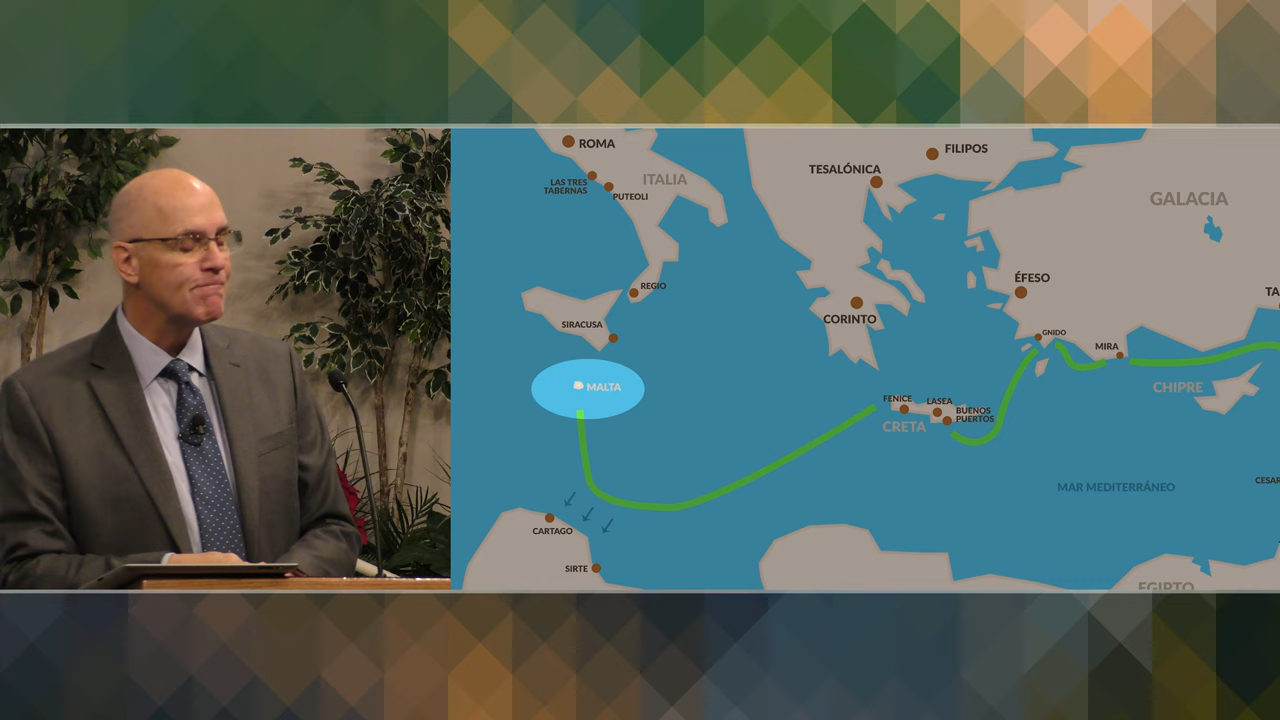 ROMA
FILIPOS
TESALÓNICA
LAS TRES
TABERNAS
ITALIA
PUTEOLI
GALACIA
ÉFESO
REGIO
TA
CORINTO
SIRACUSA
GNIDO
MIRA
MALTA
CHIPRE
FENICE
LASEA
BUENOS
PUERTOS
CRETA
MAR MEDITERRÁNEO
CESAR
CARTAGO
SIRTE
EGIPTO